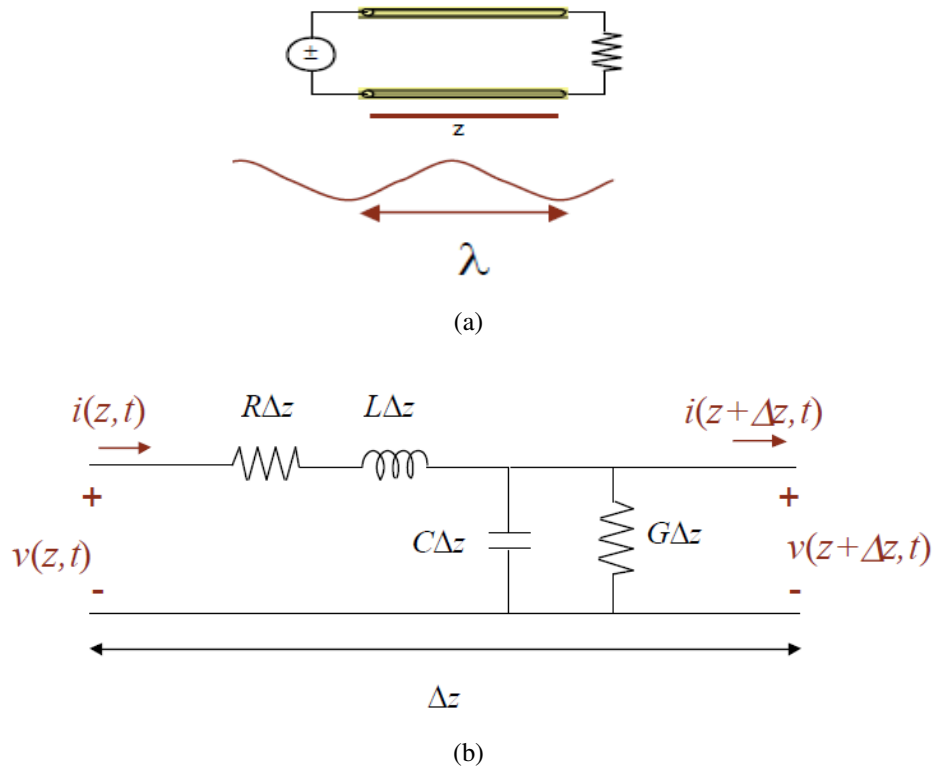 ±
z
λ
(a)
i(z,t) RΔz LΔz i(z+Δz,t)
+ +
v(z,t) CΔz GΔz v(z+Δz,t)
- -
Δz
(b)